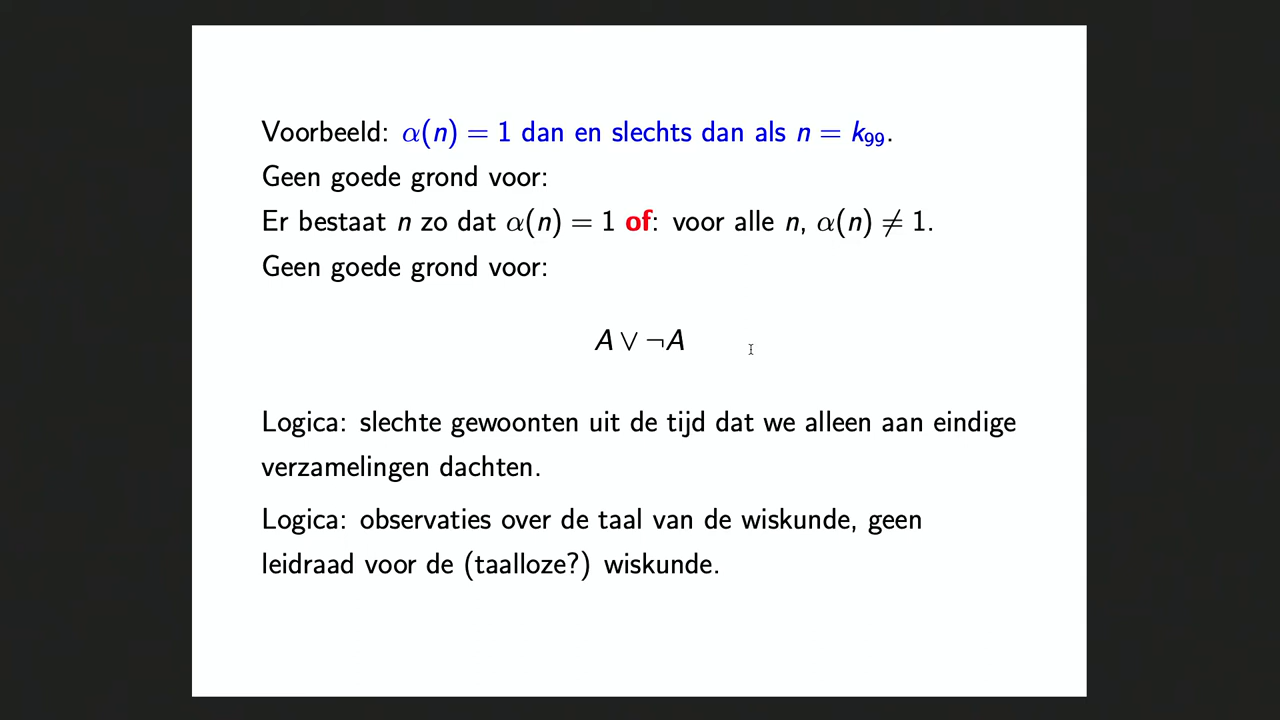 Voorbeeld: α(n) = 1 dan en slechts dan als n = k₉₉.
Geen goede grond voor:
Er bestaat n zo dat α(n) = 1 of: voor alle n, α(n) ≠ 1.
Geen goede grond voor:
A ∨ ¬A
Logica: slechte gewoonten uit de tijd dat we alleen aan eindige
verzamelingen dachten.
Logica: observaties over de taal van de wiskunde, geen
leidraad voor de (taalloze?) wiskunde.